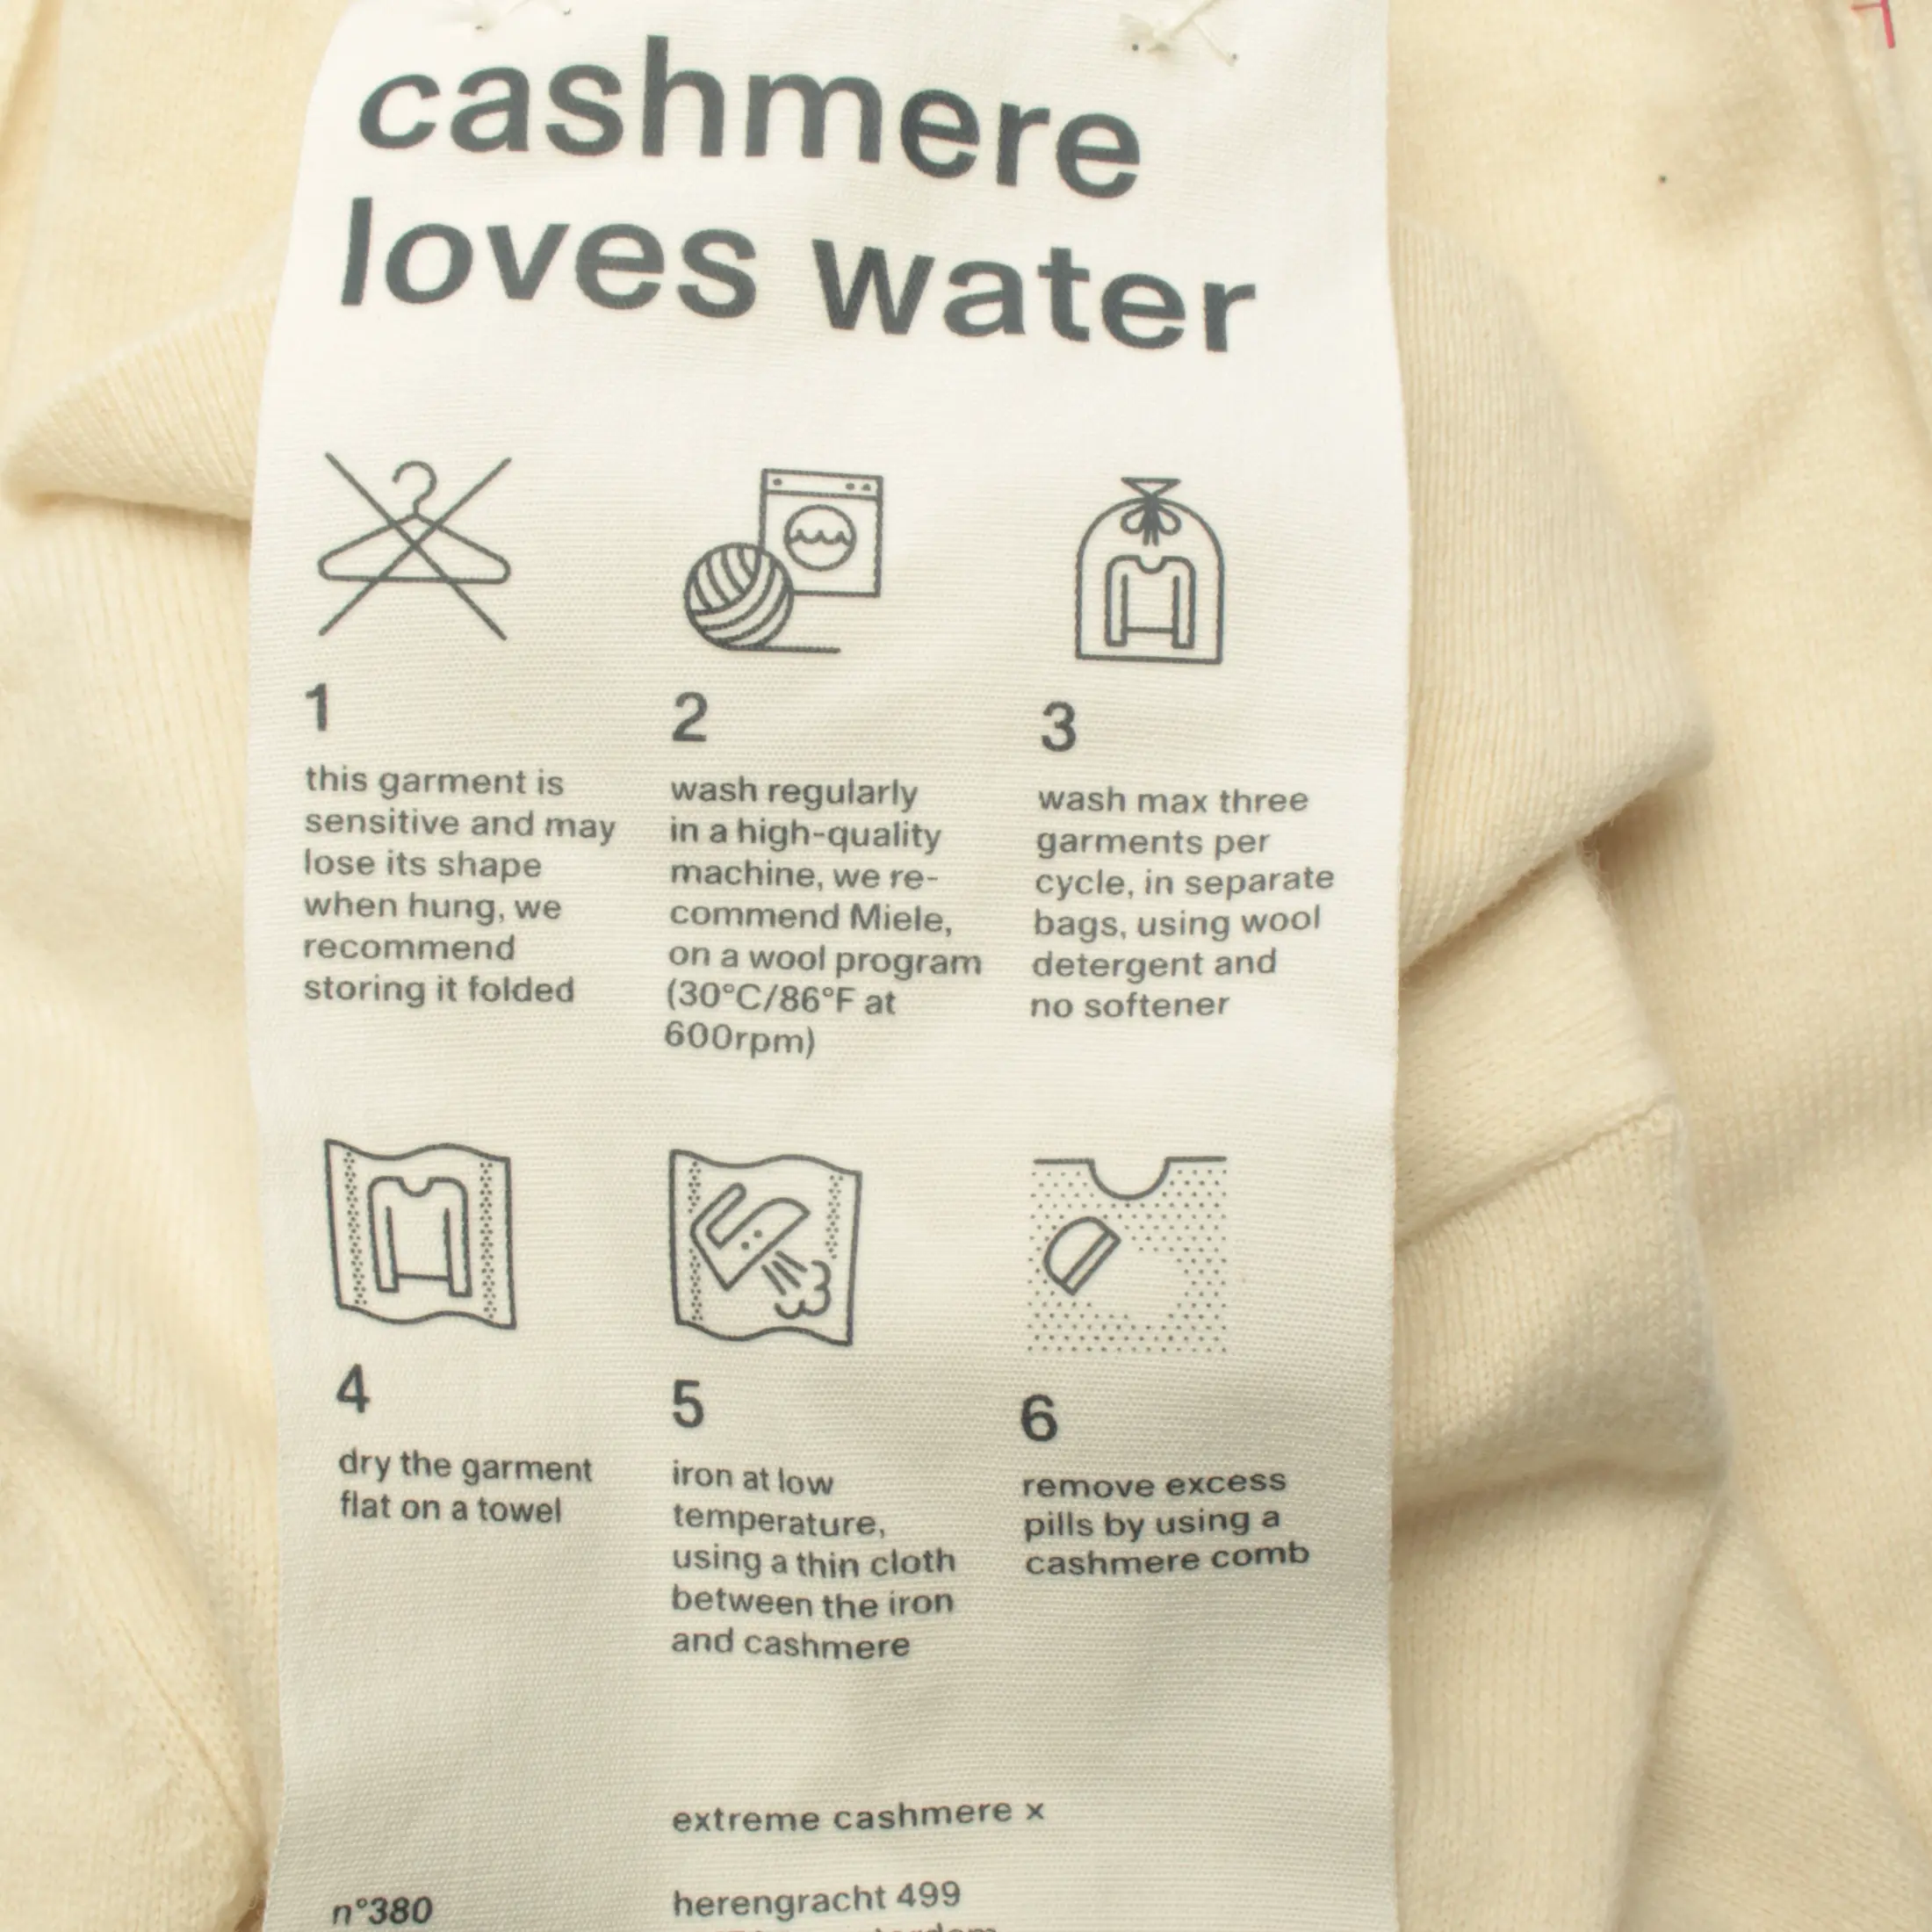 cashmere
loves water
1
this garment is
sensitive and may
lose its shape
when hung, we
recommend
storing it folded
2
wash regularly
in a high-quality
machine, we re-
commend Miele,
on a wool program
(30°C/86°F at
600rpm)
3
wash max three
garments per
cycle, in separate
bags, using wool
detergent and
no softener
4
dry the garment
flat on a towel
5
iron at low
temperature,
using a thin cloth
between the iron
and cashmere
6
remove excess
pills by using a
cashmere comb
extreme cashmere x
n°380
herengracht 499